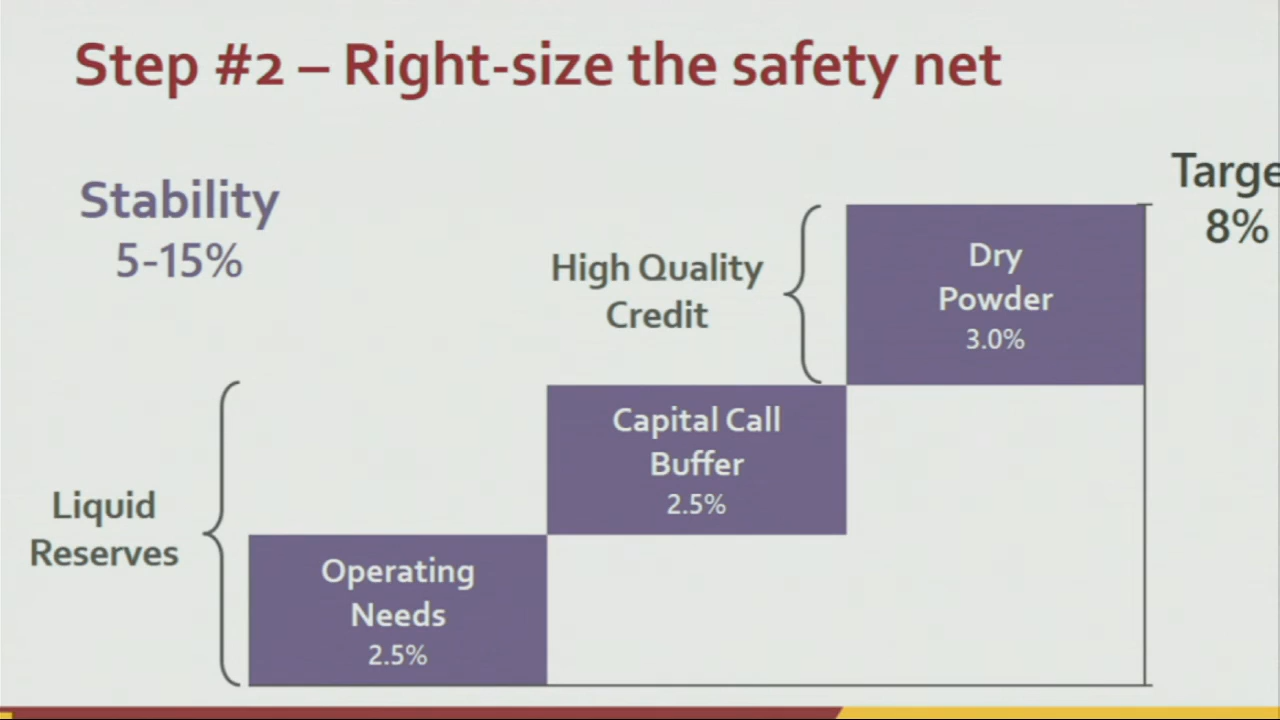 Step #2 – Right-size the safety net
Stability
5-15%
Targe
8%
High Quality
Credit
Dry
Powder
3.0%
Capital Call
Buffer
2.5%
Liquid
Reserves
Operating
Needs
2.5%